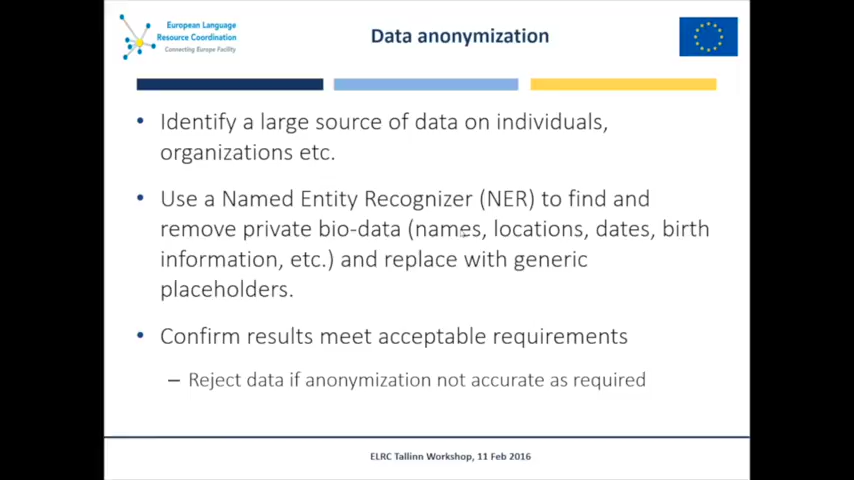 European Language
Resource Coordination
Connecting Europe Facility
Data anonymization
• Identify a large source of data on individuals,
organizations etc.
• Use a Named Entity Recognizer (NER) to find and
remove private bio-data (names, locations, dates, birth
information, etc.) and replace with generic
placeholders.
• Confirm results meet acceptable requirements
– Reject data if anonymization not accurate as required
ELRC Tallinn Workshop, 11 Feb 2016